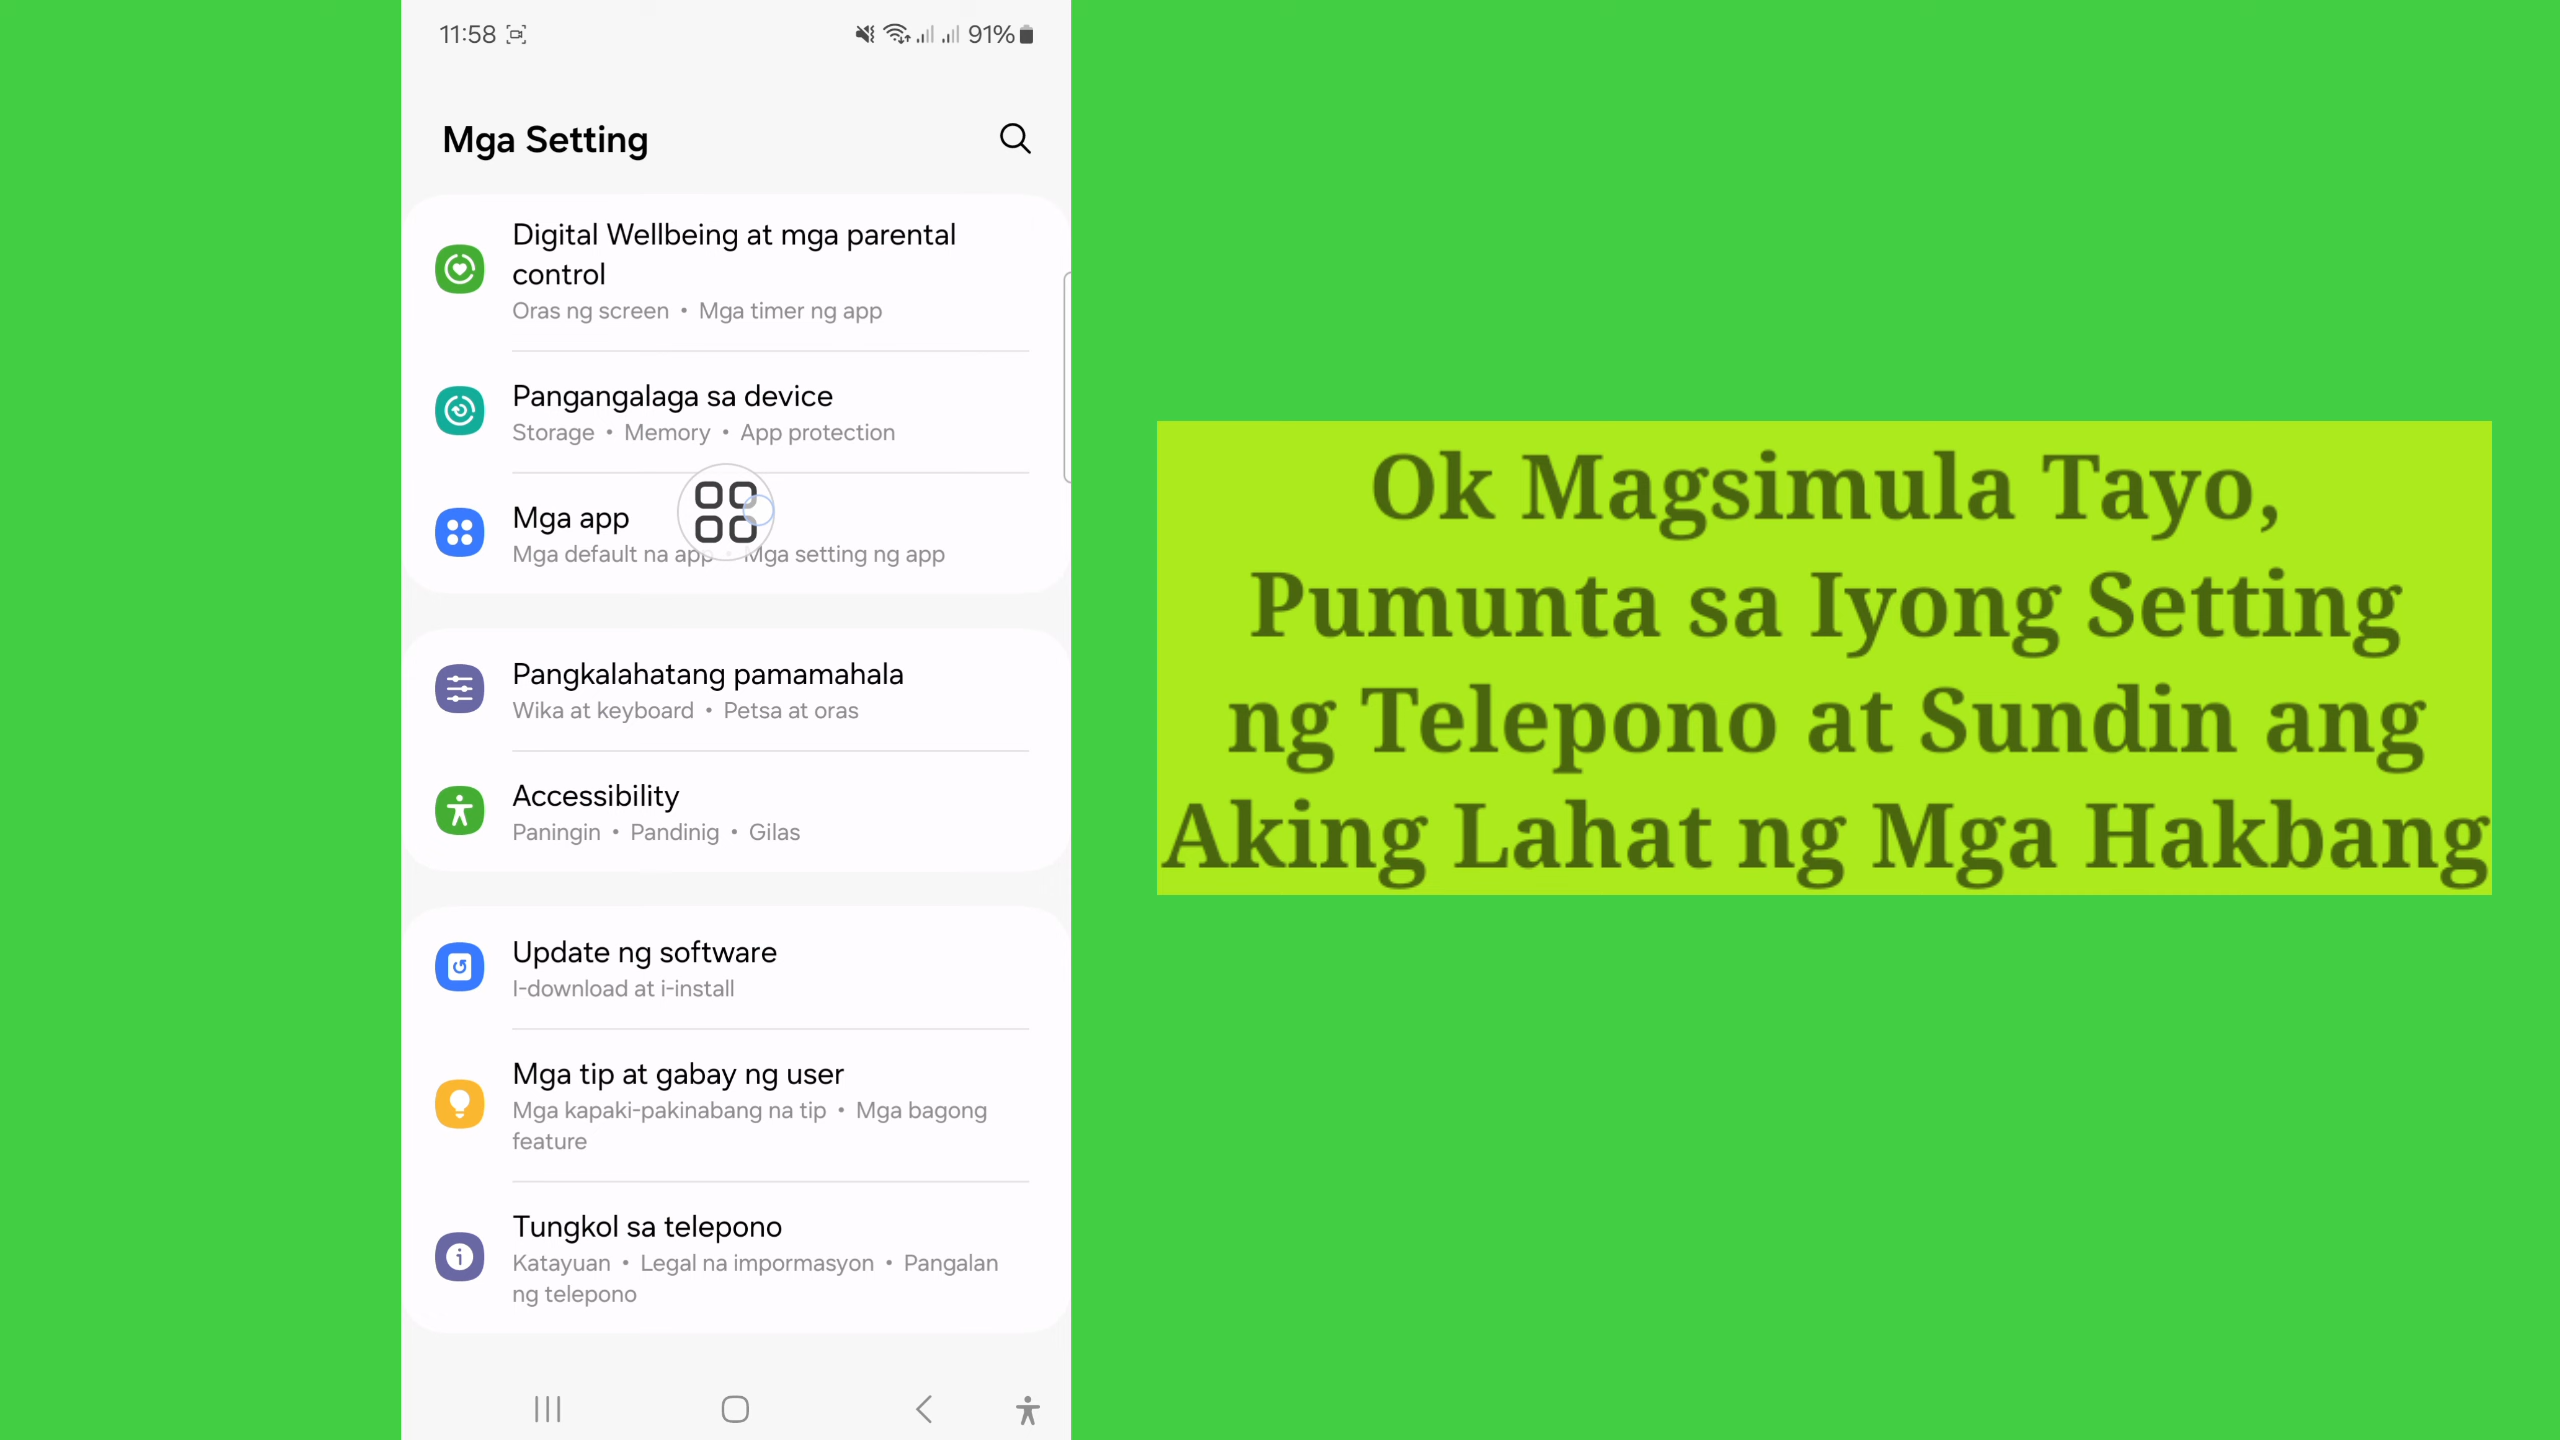 11:58
91%
Mga Setting
Digital Wellbeing at mga parental
control
Oras ng screen • Mga timer ng app
Pangangalaga sa device
Storage • Memory • App protection
Mga app
Mga default na app • Mga setting ng app
Pangkalahatang pamamahala
Wika at keyboard • Petsa at oras
Accessibility
Paningin • Pandinig • Gilas
Update ng software
I-download at i-install
Mga tip at gabay ng user
Mga kapaki-pakinabang na tip • Mga bagong
feature
Tungkol sa telepono
Katayuan • Legal na impormasyon • Pangalan
ng telepono
Ok Magsimula Tayo,
Pumunta sa Iyong Setting
ng Telepono at Sundin ang
Aking Lahat ng Mga Hakbang